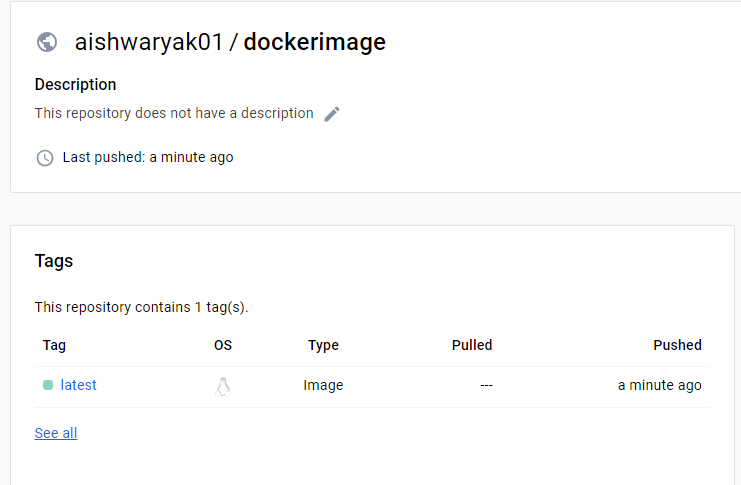 aishwaryak01 / dockerimage
Description
This repository does not have a description
Last pushed: a minute ago
Tags
This repository contains 1 tag(s).
Tag OS Type Pulled Pushed
latest Image --- a minute ago
See all